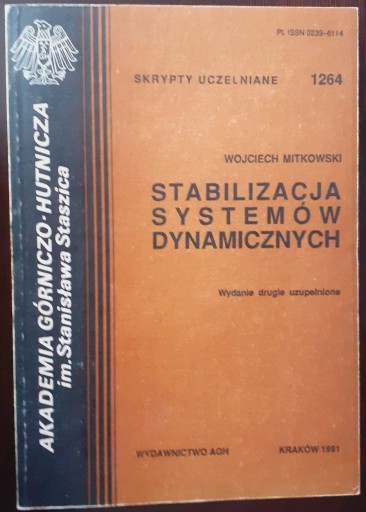 PL ISSN 0239-6114
SKRYPTY UCZELNIANE 1264
WOJCIECH MITKOWSKI
STABILIZACJA
SYSTEMÓW
DYNAMICZNYCH
Wydanie drugie uzupełnione
WYDAWNICTWO AGH KRAKÓW 1991
AKADEMIA GÓRNICZO-HUTNICZA
im. Stanisława Staszica